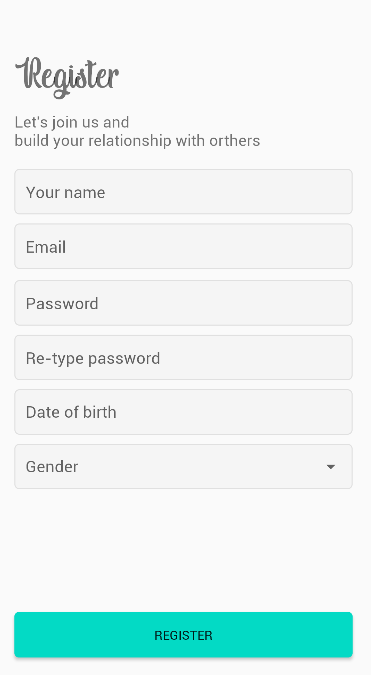 Register
Let's join us and
build your relationship with orthers
Your name
Email
Password
Re-type password
Date of birth
Gender
REGISTER